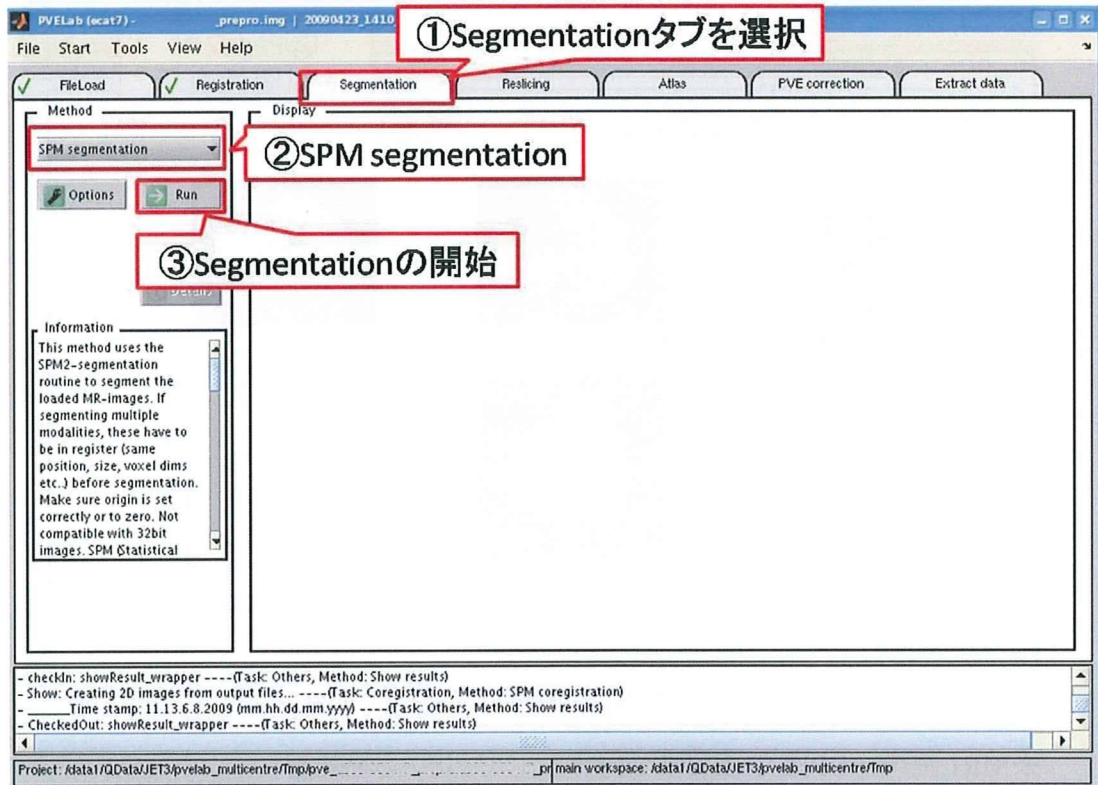 PVELab (ecat7) - _prepro.img | 20090423_1410_
①Segmentationタブを選択
File Start Tools View Help
FileLoad Registration Segmentation Reslicing Atlas PVE correction Extract data
Method
Display
SPM segmentation
②SPM segmentation
Options Run
③Segmentationの開始
Details
Information
This method uses the
SPM2-segmentation
routine to segment the
loaded MR-images. If
segmenting multiple
modalities, these have to
be in register (same
position, size, voxel dims
etc..) before segmentation.
Make sure origin is set
correctly or to zero. Not
compatible with 32bit
images. SPM (Statistical
- checkIn: showResult_wrapper ----(Task: Others, Method: Show results)
- Show: Creating 2D images from output files... ----(Task: Coregistration, Method: SPM coregistration)
- ______Time stamp: 11.13.6.8.2009 (mm.hh.dd.mm.yyyy) ----(Task: Others, Method: Show results)
- CheckedOut: showResult_wrapper ----(Task: Others, Method: Show results)
Project: /data1/QData/JET3/pvelab_multicentre/Tmp/pve_ _pr main workspace: /data1/QData/JET3/pvelab_multicentre/Tmp